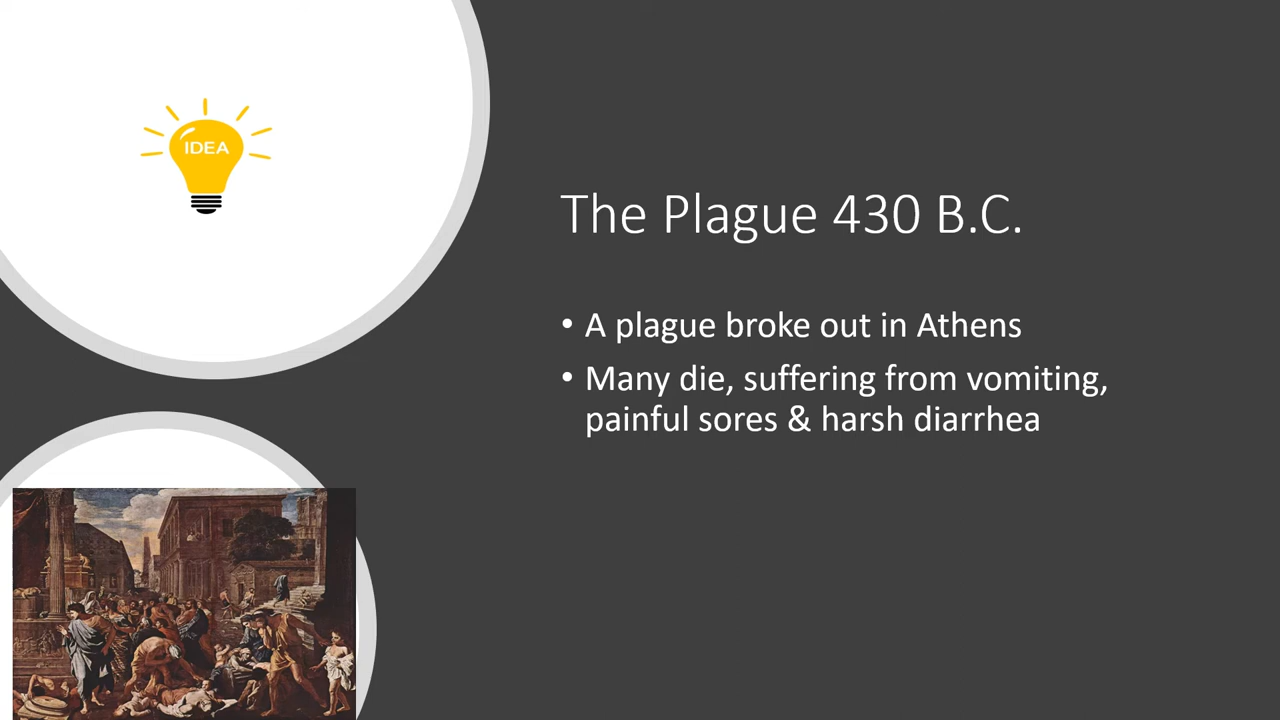 IDEA
The Plague 430 B.C.
• A plague broke out in Athens
• Many die, suffering from vomiting,
painful sores & harsh diarrhea